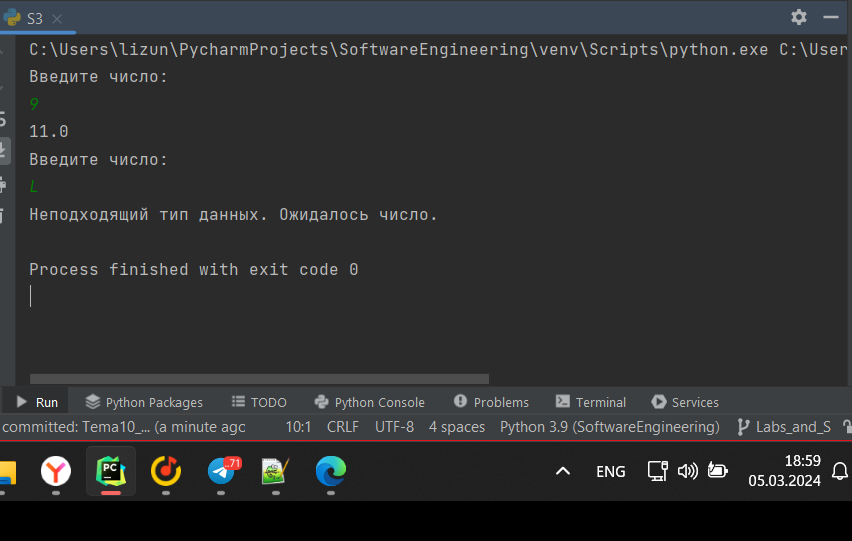 S3
C:\Users\lizun\PycharmProjects\SoftwareEngineering\venv\Scripts\python.exe C:\User
Введите число:
9
11.0
Введите число:
L
Неподходящий тип данных. Ожидалось число.
Process finished with exit code 0
Run Python Packages TODO Python Console Problems Terminal Services
committed: Tema10_... (a minute ago 10:1 CRLF UTF-8 4 spaces Python 3.9 (SoftwareEngineering) Labs_and_S
Y PC ..71 ENG 18:59
05.03.2024